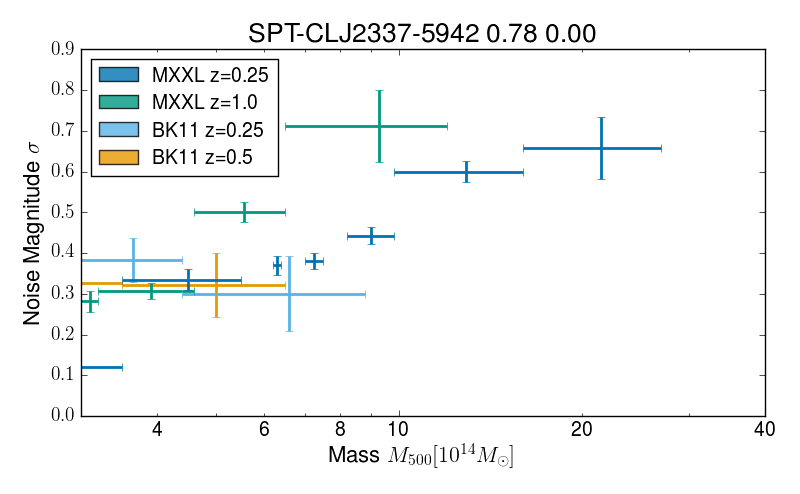 SPT-CLJ2337-5942 0.78 0.00
0.9
0.8
0.7
0.6
0.5
0.4
0.3
0.2
0.1
0.0
Noise Magnitude σ
MXXL z=0.25
MXXL z=1.0
BK11 z=0.25
BK11 z=0.5
4 6 8 10 20 40
Mass M₅₀₀[10¹⁴M☉]